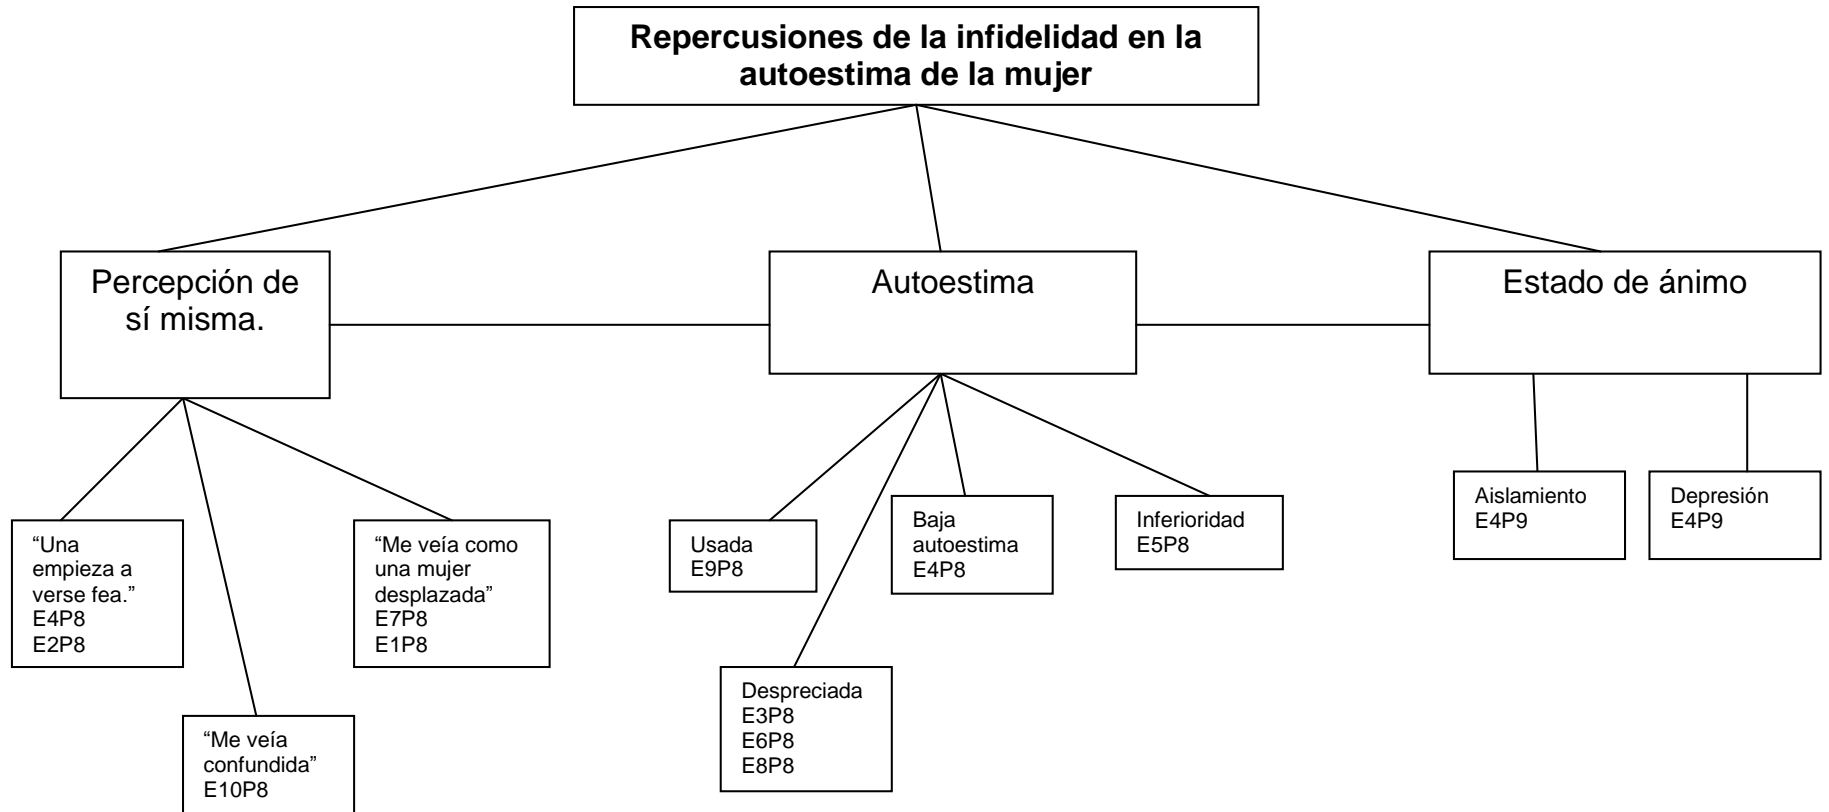 Repercusiones de la infidelidad en la
autoestima de la mujer
Percepción de
sí misma.
Autoestima
Estado de ánimo
“Una
empieza a
verse fea.”
E4P8
E2P8
“Me veía
confundida”
E10P8
“Me veía como
una mujer
desplazada”
E7P8
E1P8
Usada
E9P8
Despreciada
E3P8
E6P8
E8P8
Baja
autoestima
E4P8
Inferioridad
E5P8
Aislamiento
E4P9
Depresión
E4P9